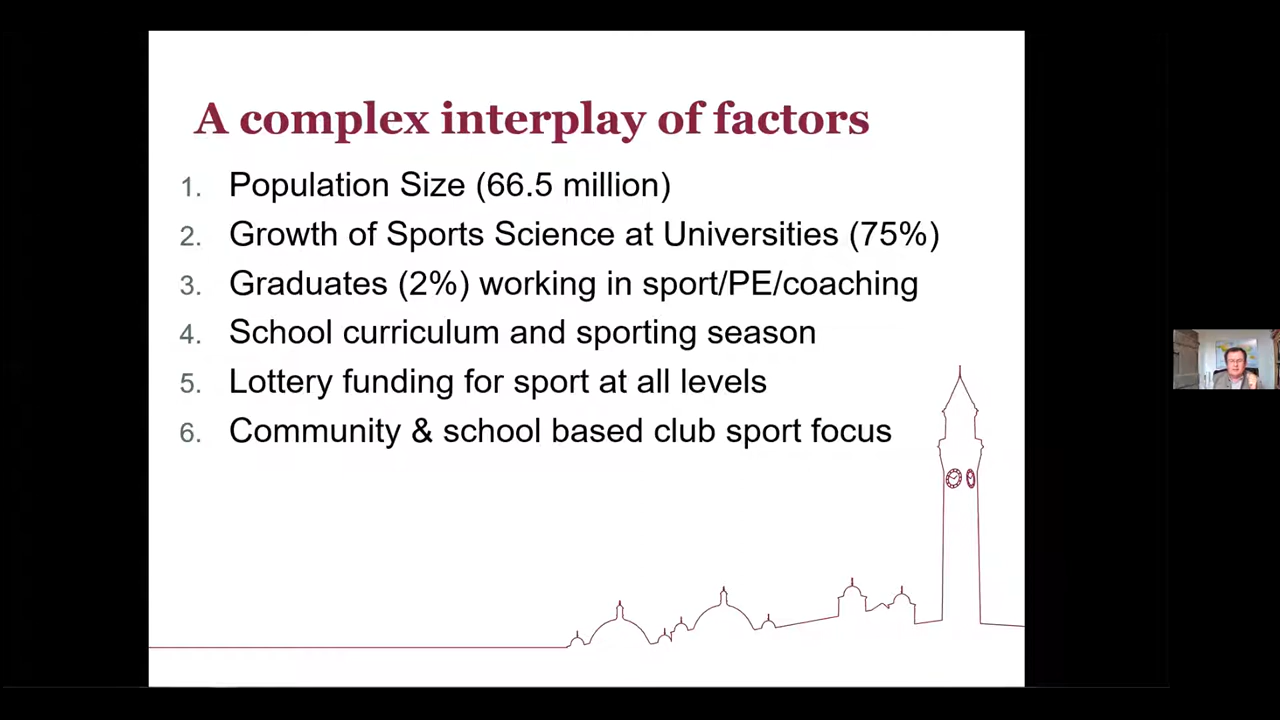 A complex interplay of factors
1. Population Size (66.5 million)
2. Growth of Sports Science at Universities (75%)
3. Graduates (2%) working in sport/PE/coaching
4. School curriculum and sporting season
5. Lottery funding for sport at all levels
6. Community & school based club sport focus